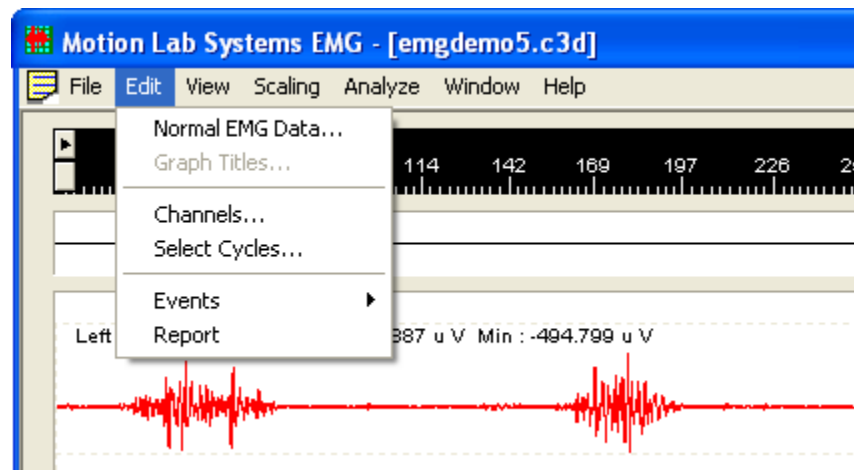 Motion Lab Systems EMG - [emgdemo5.c3d]
File Edit View Scaling Analyze Window Help
Normal EMG Data...
Graph Titles...
114 142 169 197 226
Channels...
Select Cycles...
Events
Report
Left 887 u V Min : -494.799 u V